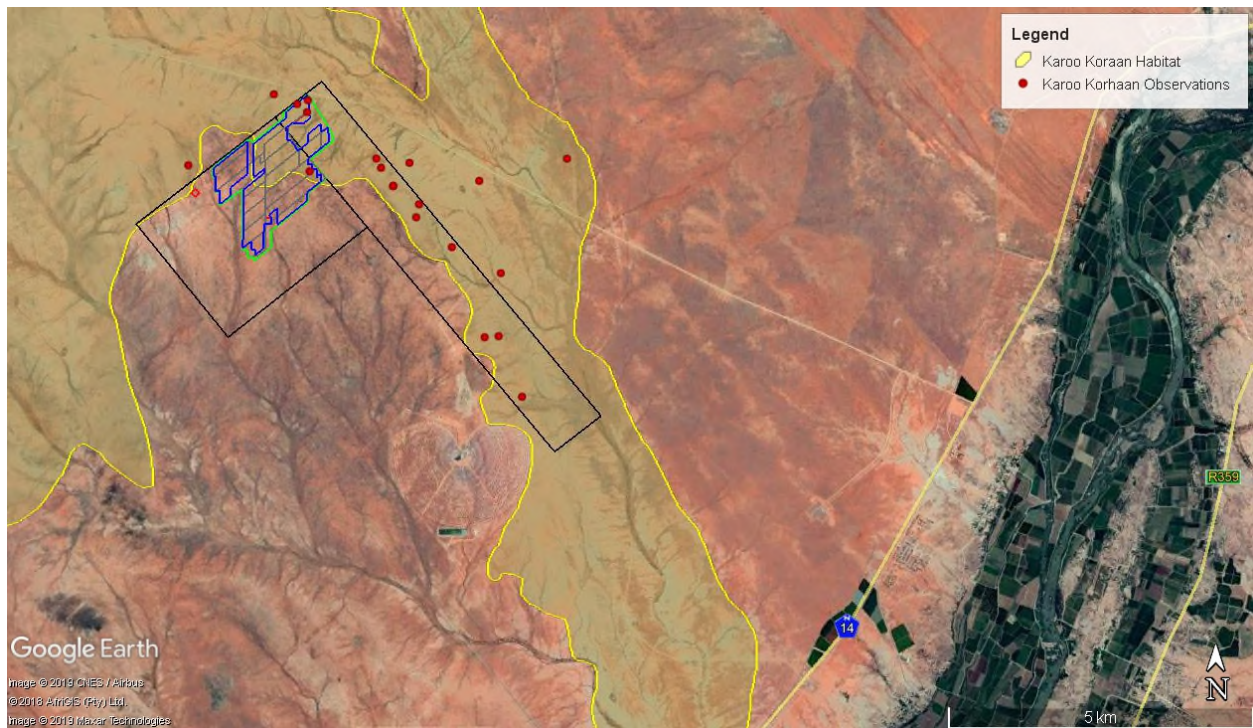 Legend
Karoo Koraan Habitat
Karoo Korhaan Observations
R359
N
14
Google Earth
Image © 2019 CNES / Airbus
© 2018 AfriGIS (Pty) Ltd.
Image © 2019 Maxar Technologies
N
5 km